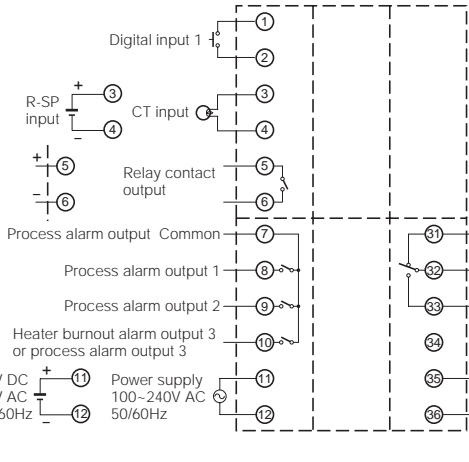 Digital input 1
1
2
R-SP
input
+
3
−
4
CT input
3
4
+
5
−
6
Relay contact
output
5
6
Process alarm output Common
7
31
Process alarm output 1
8
32
Process alarm output 2
9
33
Heater burnout alarm output 3
or process alarm output 3
10
34
DC
AC
60Hz
+
11
−
12
Power supply
100~240V AC
50/60Hz
11
12
35
36